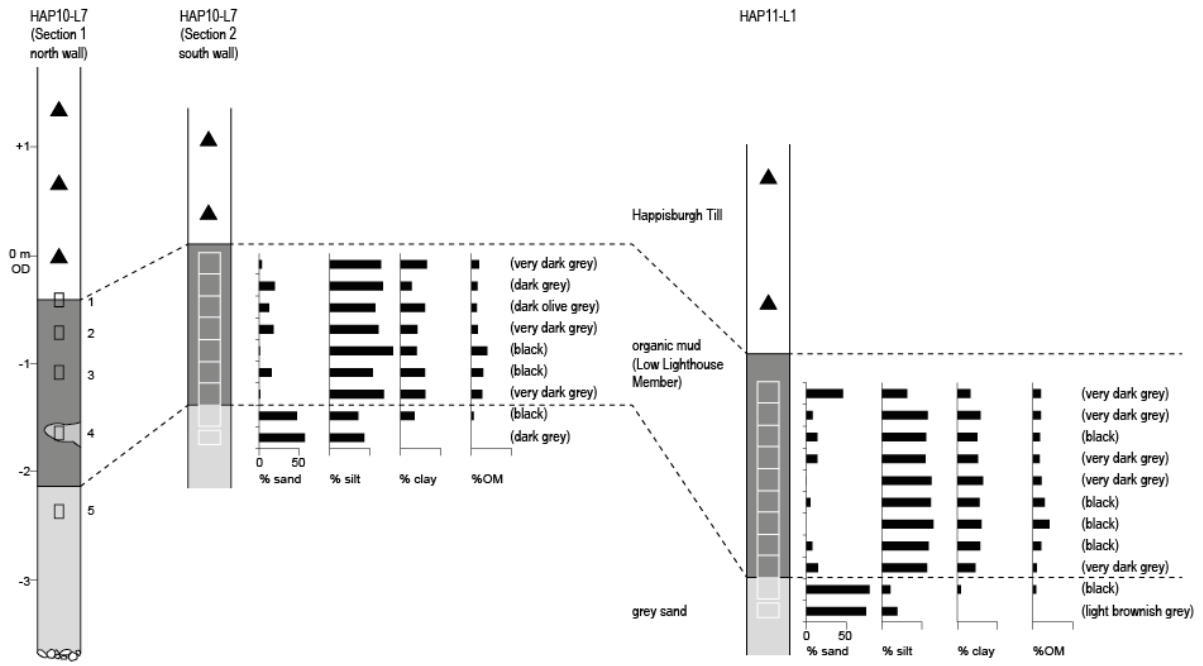 HAP10-L7
(Section 1
north wall)
HAP10-L7
(Section 2
south wall)
HAP11-L1
+1
0 m
OD
-1
-2
-3
1
2
3
4
5
(very dark grey)
(dark grey)
(dark olive grey)
(very dark grey)
(black)
(black)
(very dark grey)
(black)
(dark grey)
0 50
% sand % silt % clay %OM
Happisburgh Till
organic mud
(Low Lighthouse
Member)
grey sand
(very dark grey)
(very dark grey)
(black)
(very dark grey)
(very dark grey)
(black)
(black)
(black)
(very dark grey)
(black)
(light brownish grey)
0 50
% sand % silt % clay %OM